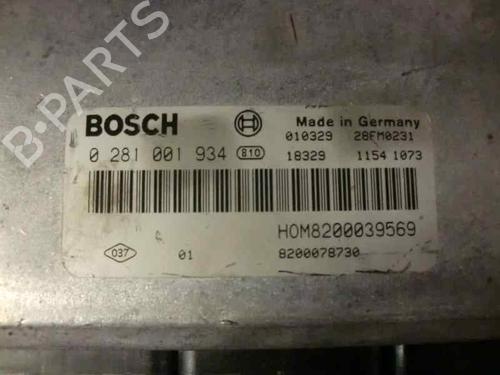 B-PARTS
BOSCH
Made in Germany
010329 28FM0231
0 281 001 934 810
18329 1154 1073
HOM8200039569
037 01 8200078730